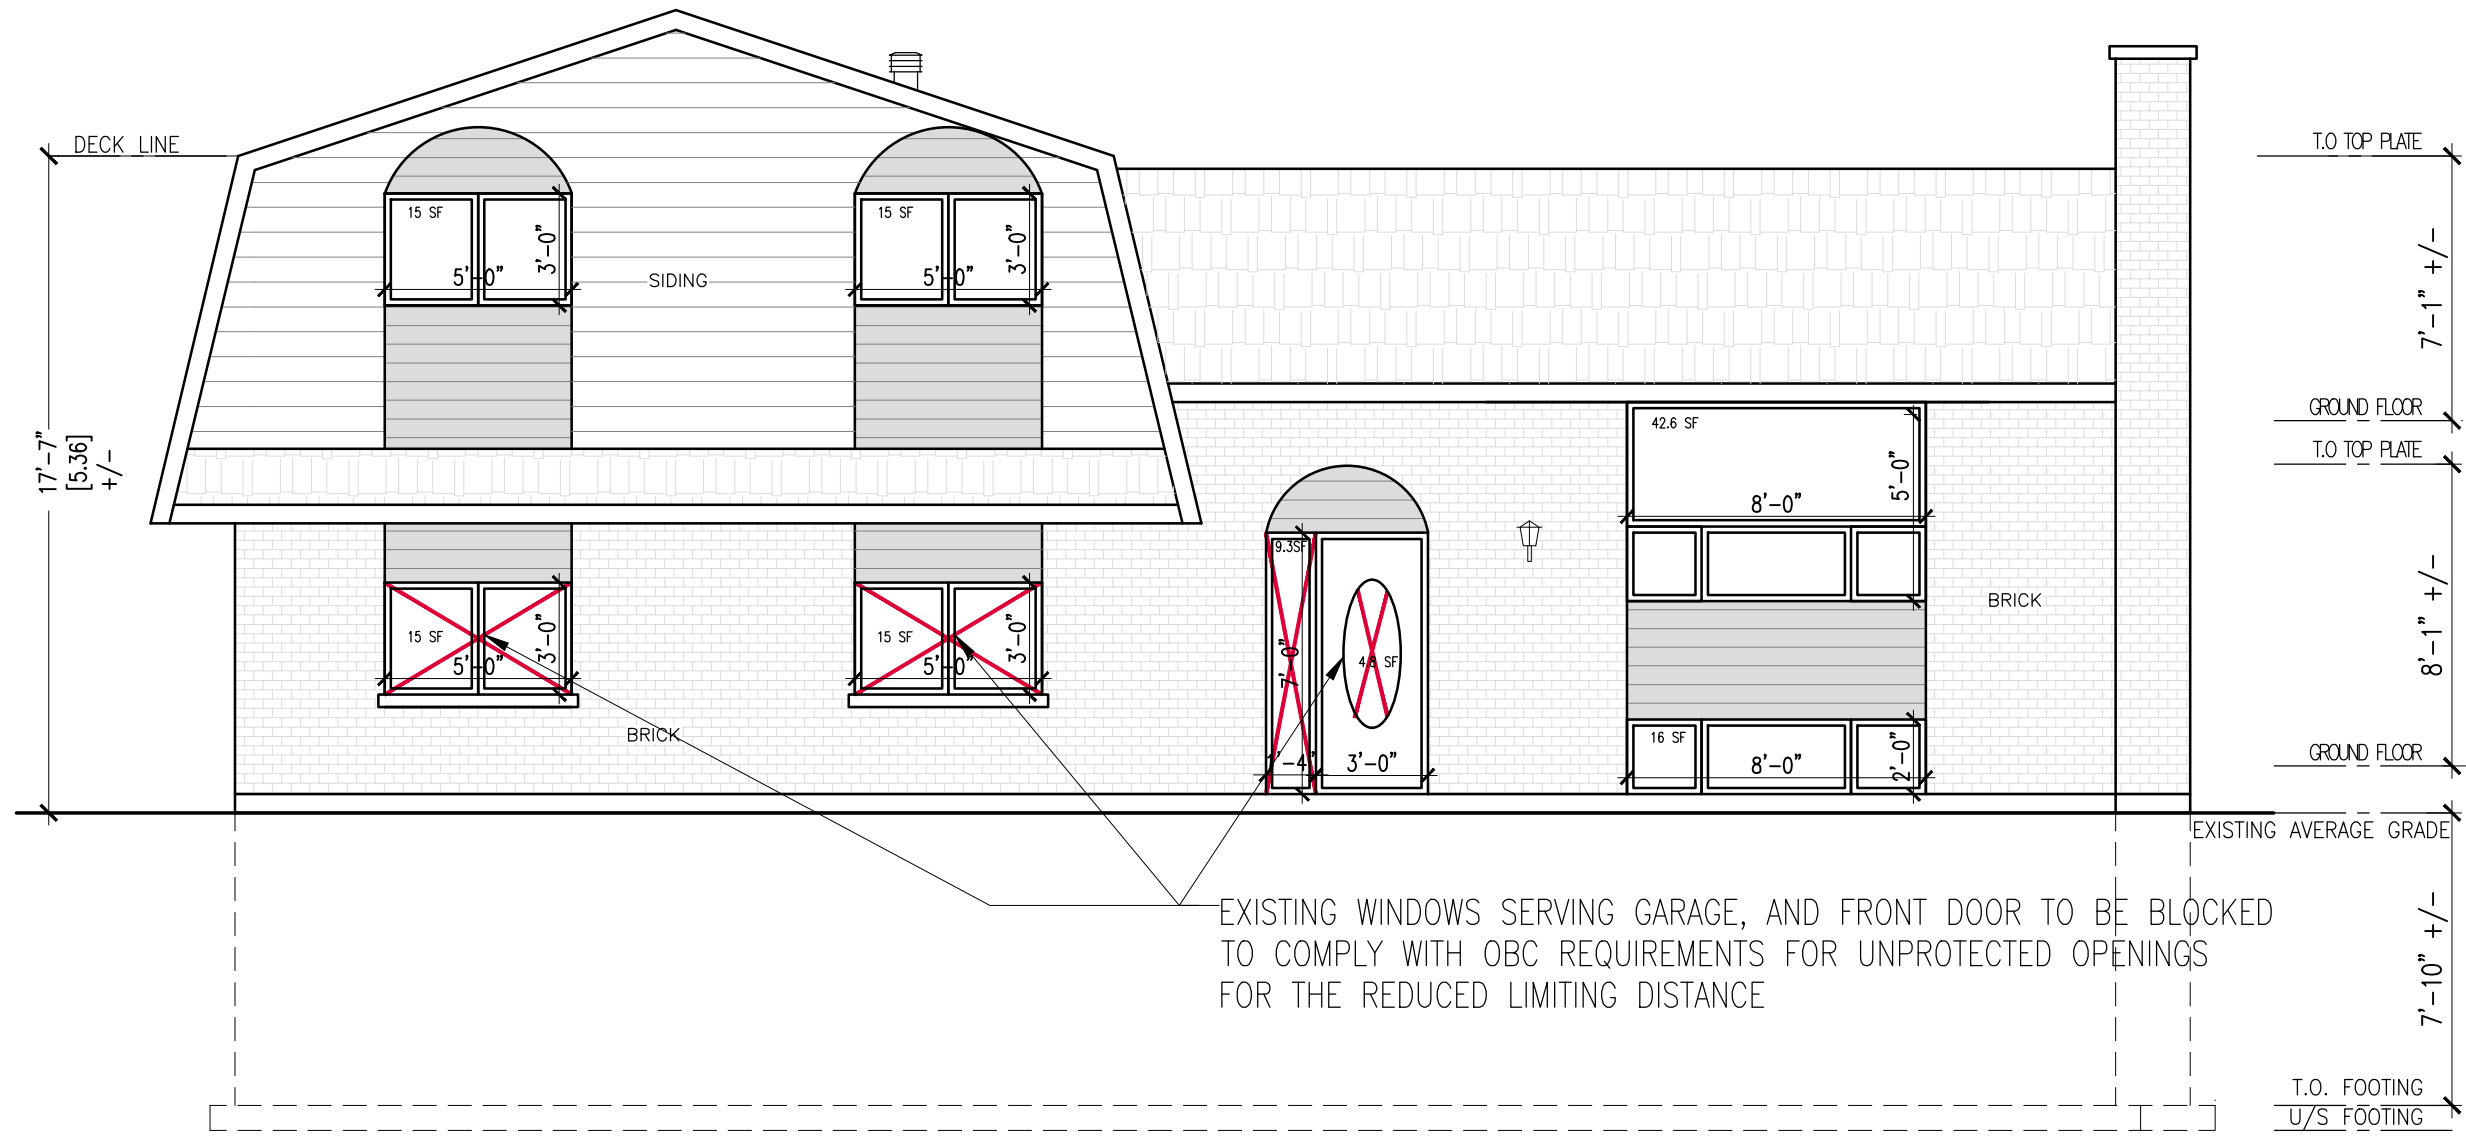 DECK LINE
T.O TOP PLATE
15 SF
15 SF
3'-0"
3'-0"
5'-0"
5'-0"
SIDING
7'-1" +/-
GROUND FLOOR
42.6 SF
T.O TOP PLATE
17'-7"
[5.36]
+/-
5'-0"
8'-0"
9.3SF
BRICK
8'-1" +/-
15 SF
15 SF
3'-0"
3'-0"
5'-0"
5'-0"
7'-0"
4.8 SF
BRICK
16 SF
GROUND FLOOR
3'-0"
8'-0"
2'-0"
EXISTING AVERAGE GRADE
EXISTING WINDOWS SERVING GARAGE, AND FRONT DOOR TO BE BLOCKED
TO COMPLY WITH OBC REQUIREMENTS FOR UNPROTECTED OPENINGS
FOR THE REDUCED LIMITING DISTANCE
7'-10" +/-
T.O. FOOTING
U/S FOOTING